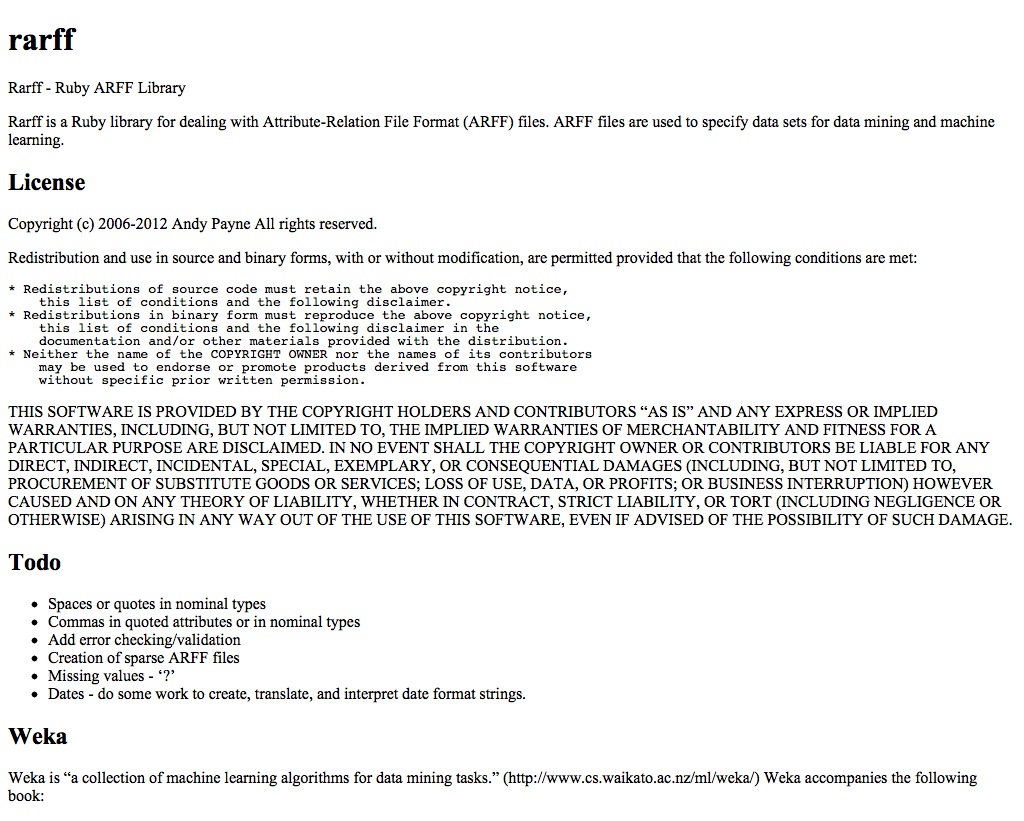 rarff
Rarff - Ruby ARFF Library
Rarff is a Ruby library for dealing with Attribute-Relation File Format (ARFF) files. ARFF files are used to specify data sets for data mining and machine
learning.
License
Copyright (c) 2006-2012 Andy Payne All rights reserved.
Redistribution and use in source and binary forms, with or without modification, are permitted provided that the following conditions are met:
* Redistributions of source code must retain the above copyright notice,
this list of conditions and the following disclaimer.
* Redistributions in binary form must reproduce the above copyright notice,
this list of conditions and the following disclaimer in the
documentation and/or other materials provided with the distribution.
* Neither the name of the COPYRIGHT OWNER nor the names of its contributors
may be used to endorse or promote products derived from this software
without specific prior written permission.
THIS SOFTWARE IS PROVIDED BY THE COPYRIGHT HOLDERS AND CONTRIBUTORS “AS IS” AND ANY EXPRESS OR IMPLIED
WARRANTIES, INCLUDING, BUT NOT LIMITED TO, THE IMPLIED WARRANTIES OF MERCHANTABILITY AND FITNESS FOR A
PARTICULAR PURPOSE ARE DISCLAIMED. IN NO EVENT SHALL THE COPYRIGHT OWNER OR CONTRIBUTORS BE LIABLE FOR ANY
DIRECT, INDIRECT, INCIDENTAL, SPECIAL, EXEMPLARY, OR CONSEQUENTIAL DAMAGES (INCLUDING, BUT NOT LIMITED TO,
PROCUREMENT OF SUBSTITUTE GOODS OR SERVICES; LOSS OF USE, DATA, OR PROFITS; OR BUSINESS INTERRUPTION) HOWEVER
CAUSED AND ON ANY THEORY OF LIABILITY, WHETHER IN CONTRACT, STRICT LIABILITY, OR TORT (INCLUDING NEGLIGENCE OR
OTHERWISE) ARISING IN ANY WAY OUT OF THE USE OF THIS SOFTWARE, EVEN IF ADVISED OF THE POSSIBILITY OF SUCH DAMAGE.
Todo
• Spaces or quotes in nominal types
• Commas in quoted attributes or in nominal types
• Add error checking/validation
• Creation of sparse ARFF files
• Missing values - ‘?’
• Dates - do some work to create, translate, and interpret date format strings.
Weka
Weka is “a collection of machine learning algorithms for data mining tasks.” (http://www.cs.waikato.ac.nz/ml/weka/) Weka accompanies the following
book: